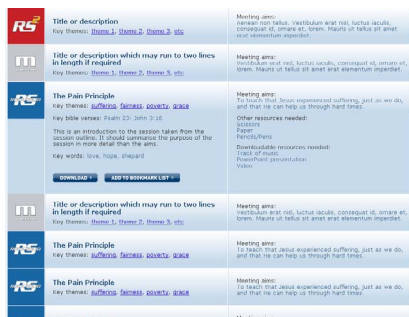 RS2
Title or description
Key themes: theme 1, theme 2, theme 3, etc
Meeting aims:
Aenean non tellus. Vestibulum erat nisl, luctus iaculis,
consequat id, ornare et, lorem. Mauris ut tellus sit amet
erat elementum imperdiet.
Title or description which may run to two lines
in length if required
Key themes: theme 1, theme 2, theme 3, etc
Meeting aims:
Vestibulum erat nisl, luctus iaculis, consequat id, ornare et,
lorem. Mauris ut tellus sit amet erat elementum imperdiet.
RS
The Pain Principle
Key themes: suffering, fairness, poverty, grace
Key bible verses: Psalm 23: John 3:16
This is an introduction to the session taken from the
session outline. It should summarise the purpose of the
session in more detail than the aims.
Key words: love, hope, shepard
DOWNLOAD
ADD TO BOOKMARK LIST
Meeting aims:
To teach that Jesus experienced suffering, just as we do,
and that He can help us through hard times.
Other resources needed:
Scissors
Paper
Pencils/Pens
Downloadable resources needed:
Track of music
PowerPoint presentation
Video
Title or description which may run to two lines
in length if required
Key themes: theme 1, theme 2, theme 3, etc
Meeting aims:
Vestibulum erat nisl, luctus iaculis, consequat id, ornare et,
lorem. Mauris ut tellus sit amet erat elementum imperdiet.
RS
The Pain Principle
Key themes: suffering, fairness, poverty, grace
Meeting aims:
To teach that Jesus experienced suffering, just as we do,
and that He can help us through hard times.
RS
The Pain Principle
Key themes: suffering, fairness, poverty, grace
Meeting aims:
To teach that Jesus experienced suffering, just as we do,
and that He can help us through hard times.